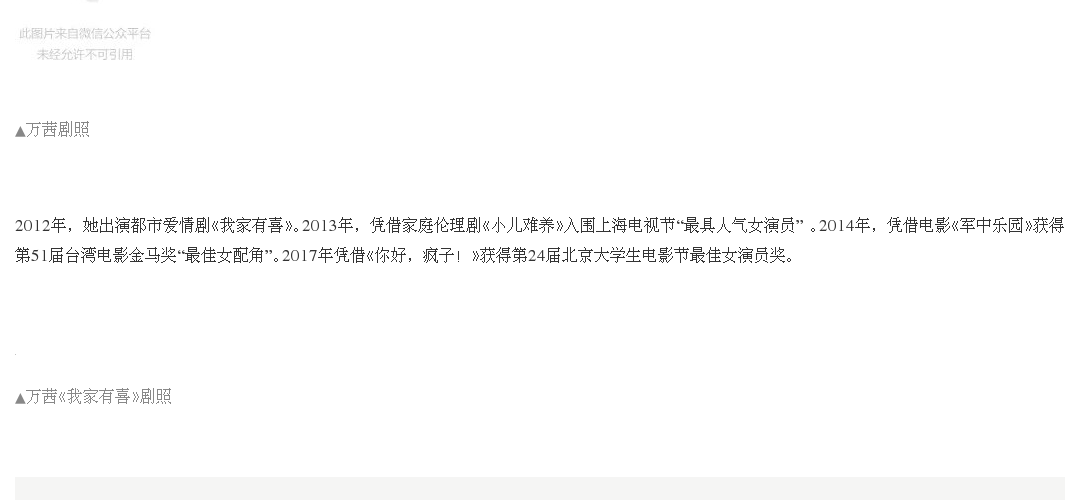 此图片来自微信公众平台
未经允许不可引用
▲万茜剧照
2012年，她出演都市爱情剧《我家有喜》。2013年，凭借家庭伦理剧《小儿难养》入围上海电视节“最具人气女演员” 。2014年，凭借电影《军中乐园》获得
第51届台湾电影金马奖“最佳女配角”。2017年凭借《你好，疯子！》获得第24届北京大学生电影节最佳女演员奖。
▲万茜《我家有喜》剧照